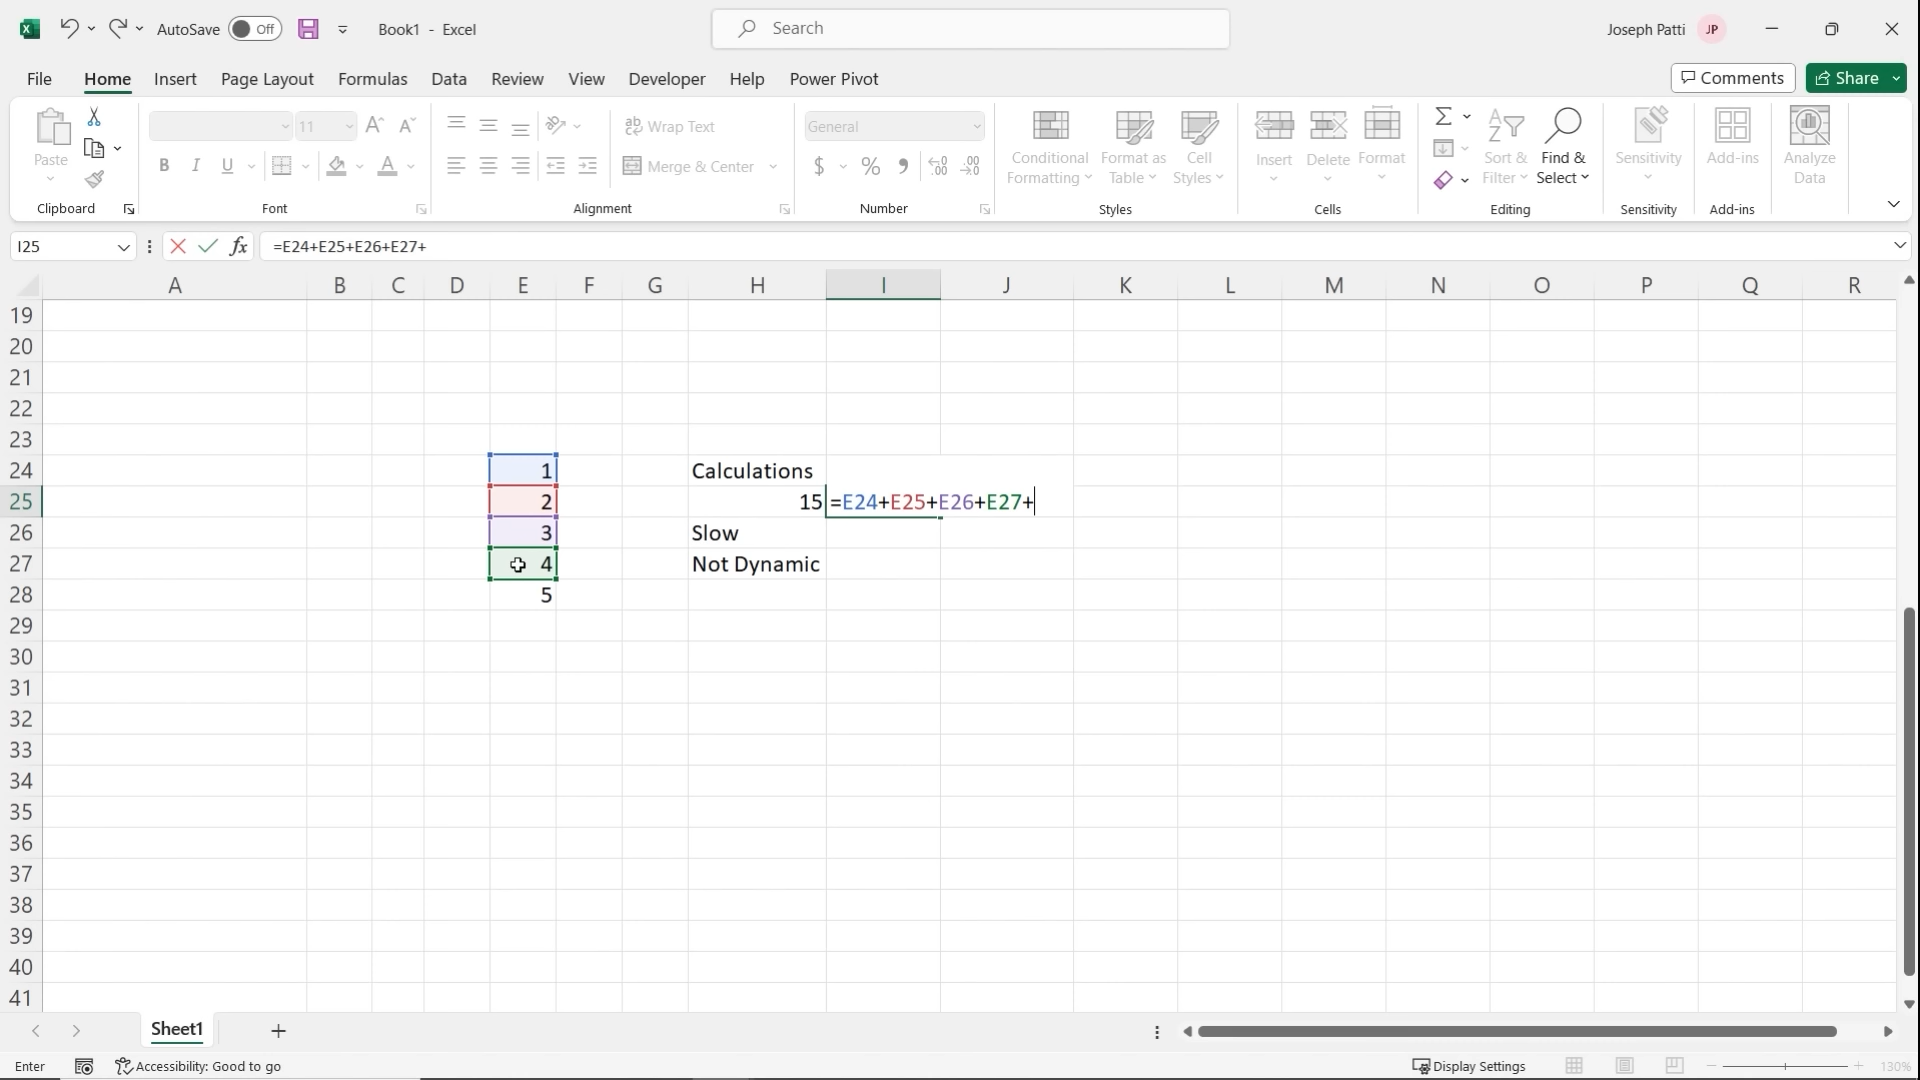 AutoSave Off Book1 - Excel Search Joseph Patti JP
File Home Insert Page Layout Formulas Data Review View Developer Help Power Pivot Comments Share
Paste
Clipboard
11
B I U
Font
Wrap Text
Merge & Center
Alignment
General
$ % 9
Number
Conditional Formatting
Format as Table
Cell Styles
Styles
Insert Delete Format
Cells
Sort & Filter
Find & Select
Editing
Sensitivity
Sensitivity
Add-ins
Add-ins
Analyze Data
I25 fx =E24+E25+E26+E27+
A B C D E F G H I J K L M N O P Q R
19
20
21
22
23
24 1 Calculations
25 2 15 =E24+E25+E26+E27+
26 3 Slow
27 4 Not Dynamic
28 5
29
30
31
32
33
34
35
36
37
38
39
40
41
Sheet1
Enter Accessibility: Good to go Display Settings 130%